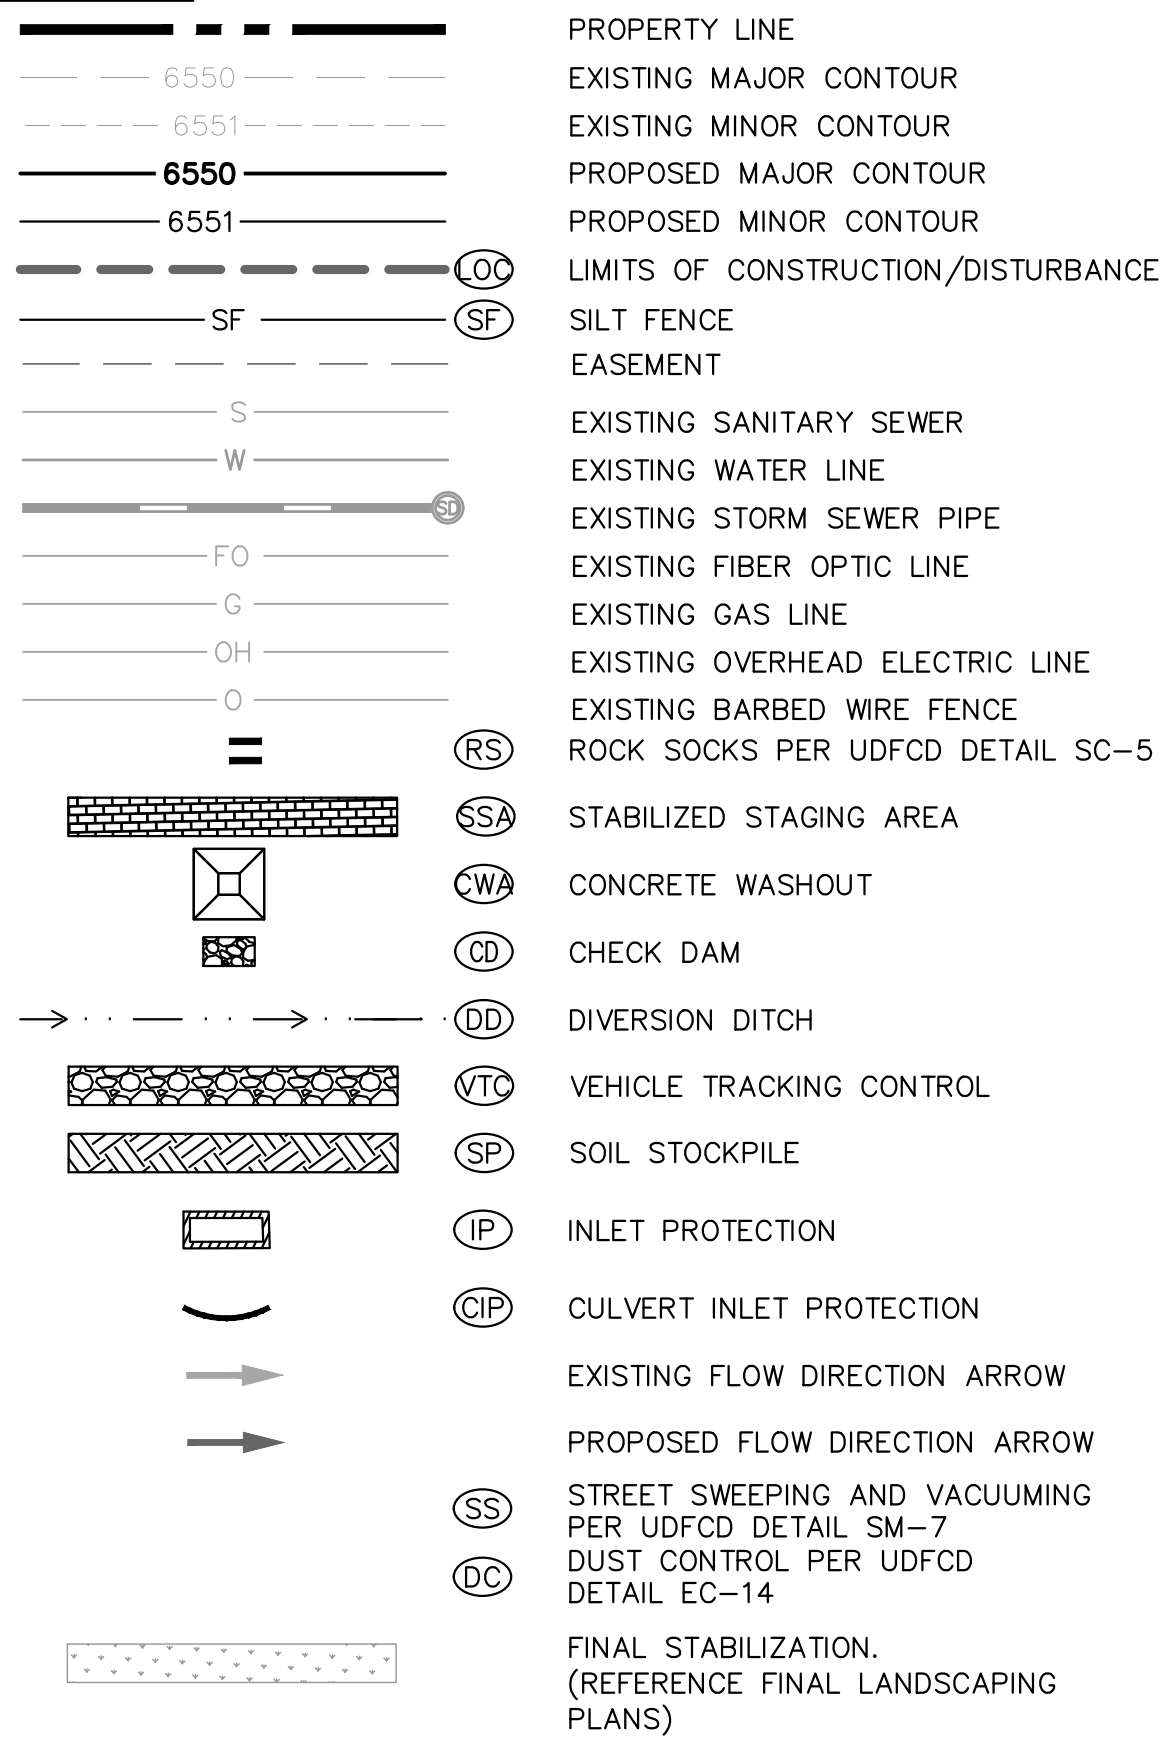 PROPERTY LINE
6550 EXISTING MAJOR CONTOUR
6551 EXISTING MINOR CONTOUR
6550 PROPOSED MAJOR CONTOUR
6551 PROPOSED MINOR CONTOUR
LOC LIMITS OF CONSTRUCTION/DISTURBANCE
SF SF SILT FENCE
EASEMENT
S EXISTING SANITARY SEWER
W EXISTING WATER LINE
SD EXISTING STORM SEWER PIPE
FO EXISTING FIBER OPTIC LINE
G EXISTING GAS LINE
OH EXISTING OVERHEAD ELECTRIC LINE
O EXISTING BARBED WIRE FENCE
RS ROCK SOCKS PER UDFCD DETAIL SC-5
SSA STABILIZED STAGING AREA
CWA CONCRETE WASHOUT
CD CHECK DAM
DD DIVERSION DITCH
VTC VEHICLE TRACKING CONTROL
SP SOIL STOCKPILE
IP INLET PROTECTION
CIP CULVERT INLET PROTECTION
EXISTING FLOW DIRECTION ARROW
PROPOSED FLOW DIRECTION ARROW
SS STREET SWEEPING AND VACUUMING
PER UDFCD DETAIL SM-7
DC DUST CONTROL PER UDFCD
DETAIL EC-14
FINAL STABILIZATION.
(REFERENCE FINAL LANDSCAPING
PLANS)